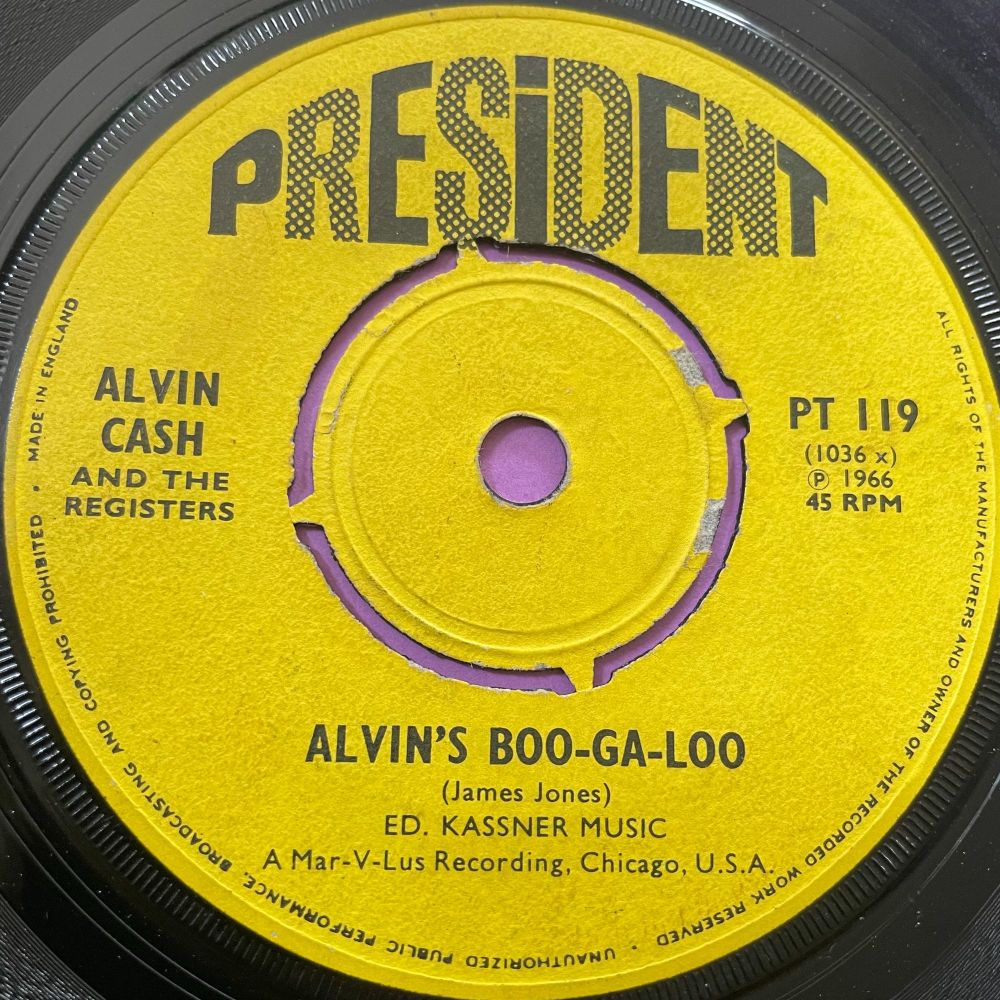 PRESiDENT
ALVIN
CASH
AND THE
REGISTERS
PT 119
(1036 x)
℗ 1966
45 RPM
ALVIN'S BOO-GA-LOO
(James Jones)
ED. KASSNER MUSIC
A Mar-V-Lus Recording, Chicago, U.S.A.
ALL RIGHTS OF THE MANUFACTURERS AND OWNER OF THE RECORDED WORK RESERVED • UNAUTHORIZED PUBLIC PERFORMANCE, BROADCASTING AND COPYING PROHIBITED • MADE IN ENGLAND